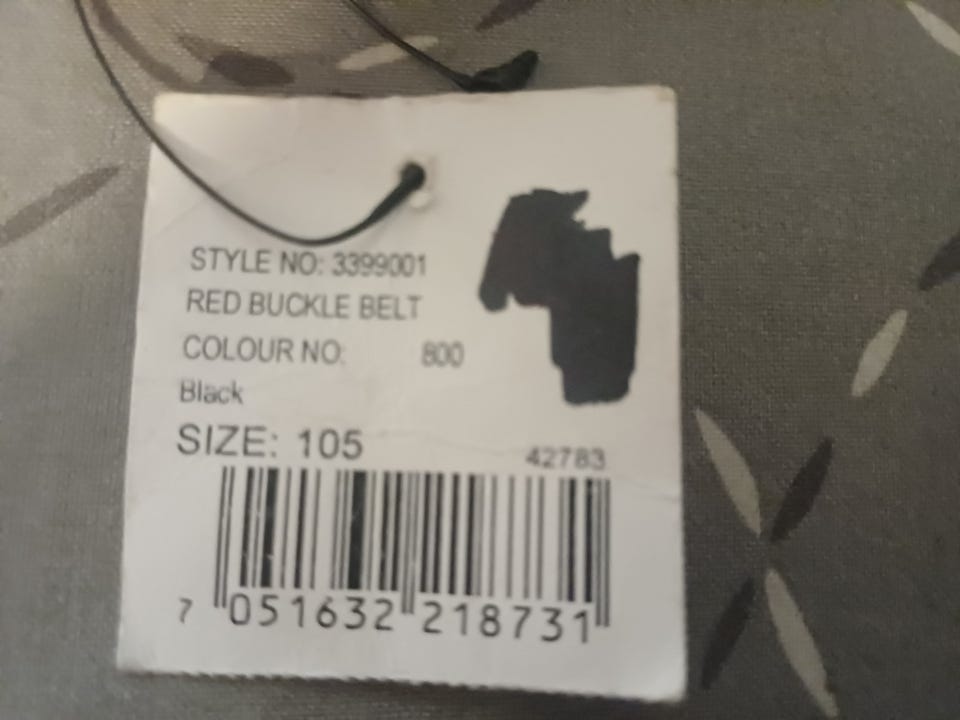 STYLE NO: 3399001
RED BUCKLE BELT
COLOUR NO: 800
Black
SIZE: 105
42783
7 051632 218731